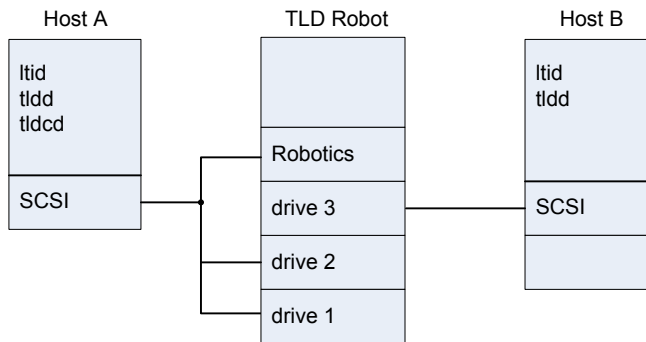 Host A
TLD Robot
Host B
ltid
tldd
tldcd
SCSI
Robotics
drive 3
drive 2
drive 1
ltid
tldd
SCSI